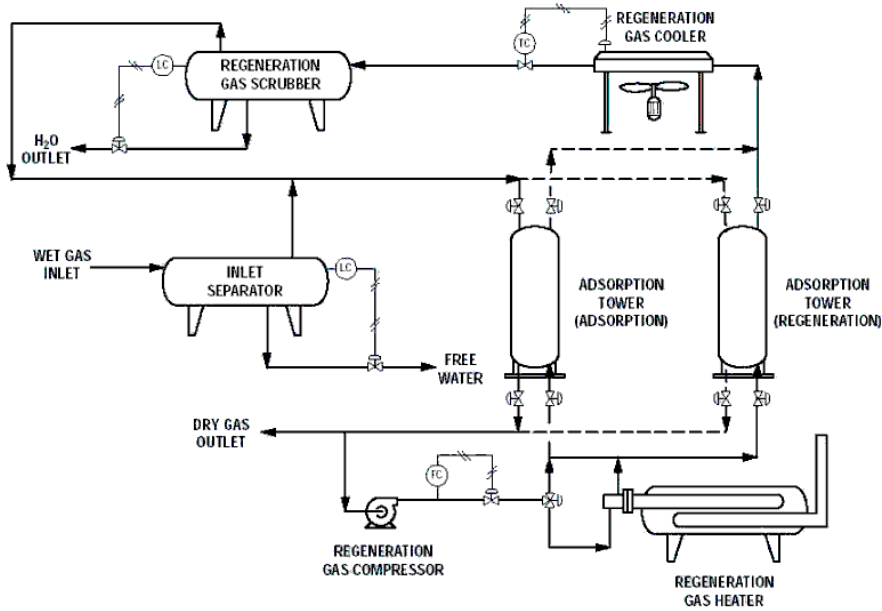 REGENERATION
GAS COOLER
TC
LC
REGENERATION
GAS SCRUBBER
H2O
OUTLET
WET GAS
INLET
INLET
SEPARATOR
LC
ADSORPTION
TOWER
(ADSORPTION)
ADSORPTION
TOWER
(REGENERATION)
FREE
WATER
DRY GAS
OUTLET
FC
REGENERATION
GAS COMPRESSOR
REGENERATION
GAS HEATER